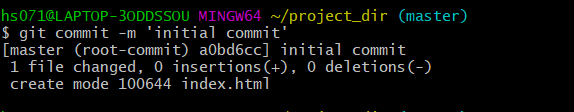 hs071@LAPTOP-3ODDSSOU MINGW64 ~/project_dir (master)
$ git commit -m 'initial commit'
[master (root-commit) a0bd6cc] initial commit
 1 file changed, 0 insertions(+), 0 deletions(-)
 create mode 100644 index.html